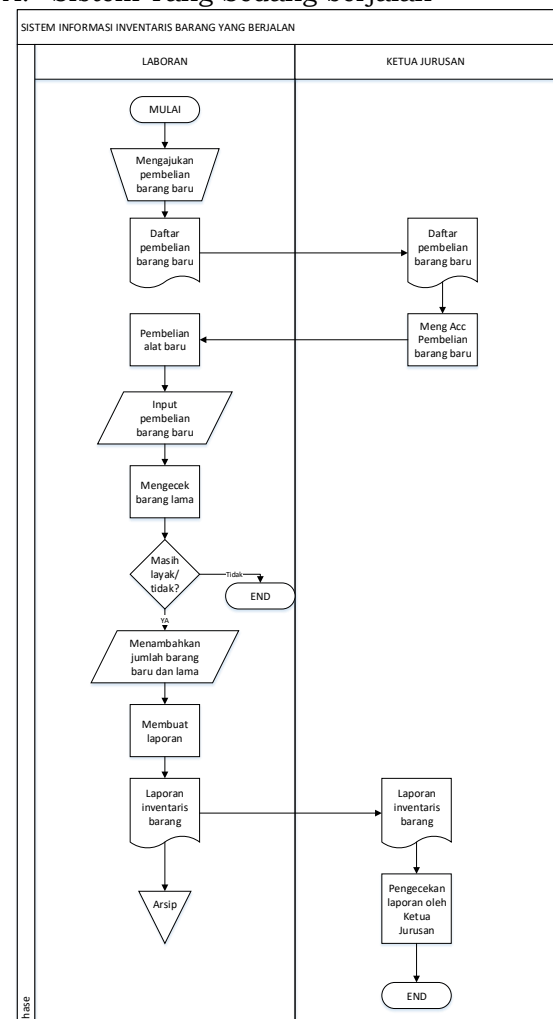 Sistem Yang Sedang berjalan
SISTEM INFORMASI INVENTARIS BARANG YANG BERJALAN
LABORAN
KETUA JURUSAN
MULAI
Mengajukan
pembelian
barang baru
Daftar
pembelian
barang baru
Daftar
pembelian
barang baru
Meng Acc
Pembelian
barang baru
Pembelian
alat baru
Input
pembelian
barang baru
Mengecek
barang lama
Masih
layak/
tidak?
Tidak
END
YA
Menambahkan
jumlah barang
baru dan lama
Membuat
laporan
Laporan
inventaris
barang
Laporan
inventaris
barang
Arsip
Pengecekan
laporan oleh
Ketua
Jurusan
END
hase